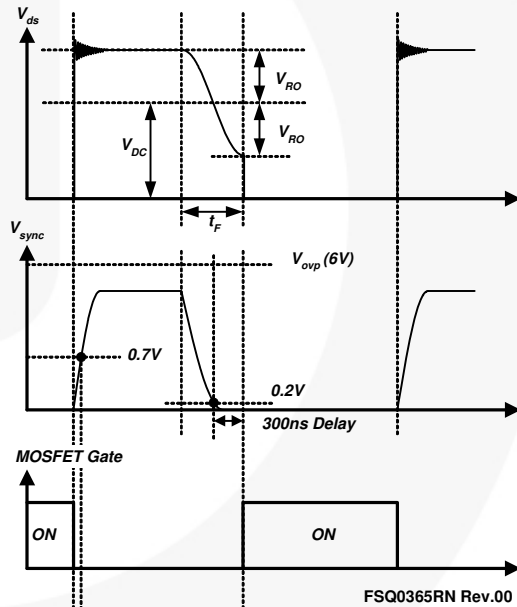 Vds
VRO
VRO
VDC
tF
Vsync
Vovp (6V)
0.7V
0.2V
300ns Delay
MOSFET Gate
ON
ON
FSQ0365RN Rev.00